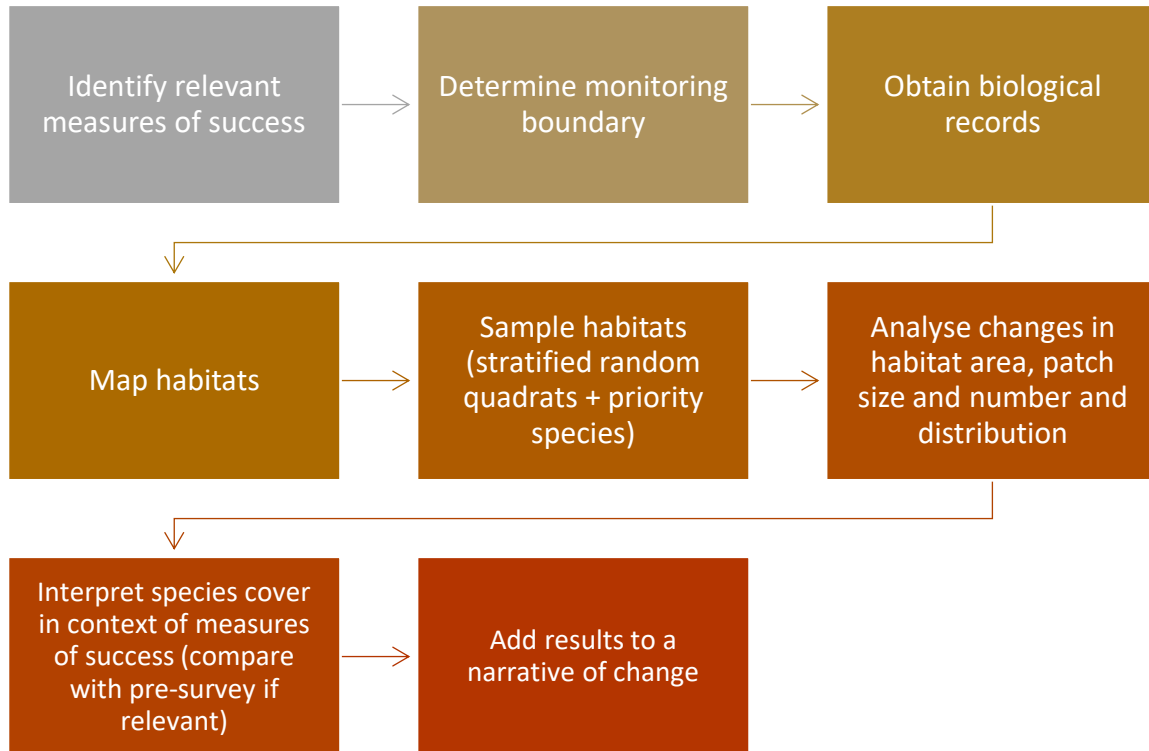 Identify relevant
measures of success
Determine monitoring
boundary
Obtain biological
records
Map habitats
Sample habitats
(stratified random
quadrats + priority
species)
Analyse changes in
habitat area, patch
size and number and
distribution
Interpret species cover
in context of measures
of success (compare
with pre-survey if
relevant)
Add results to a
narrative of change